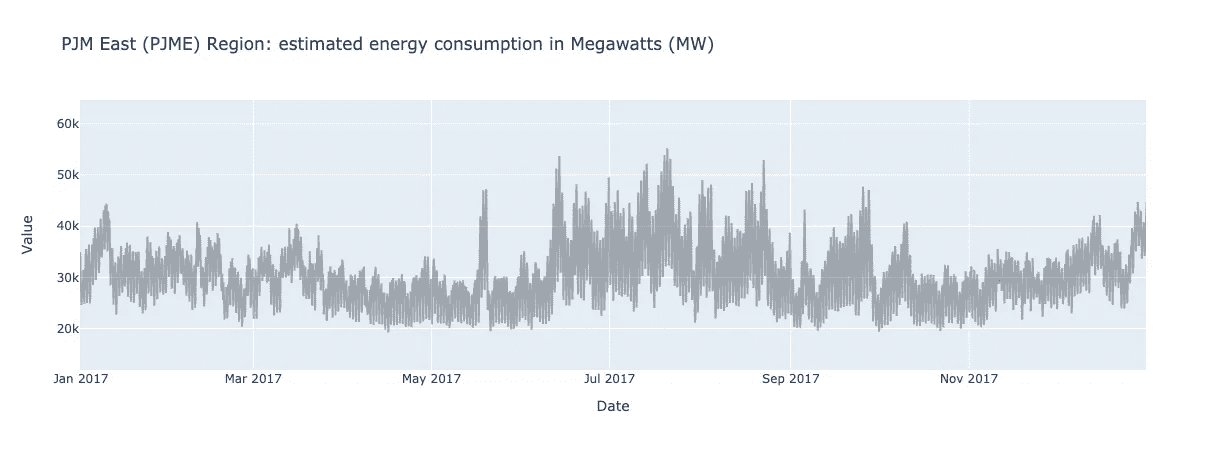 PJM East (PJME) Region: estimated energy consumption in Megawatts (MW)
Value
60k
50k
40k
30k
20k
Jan 2017 Mar 2017 May 2017 Jul 2017 Sep 2017 Nov 2017
Date